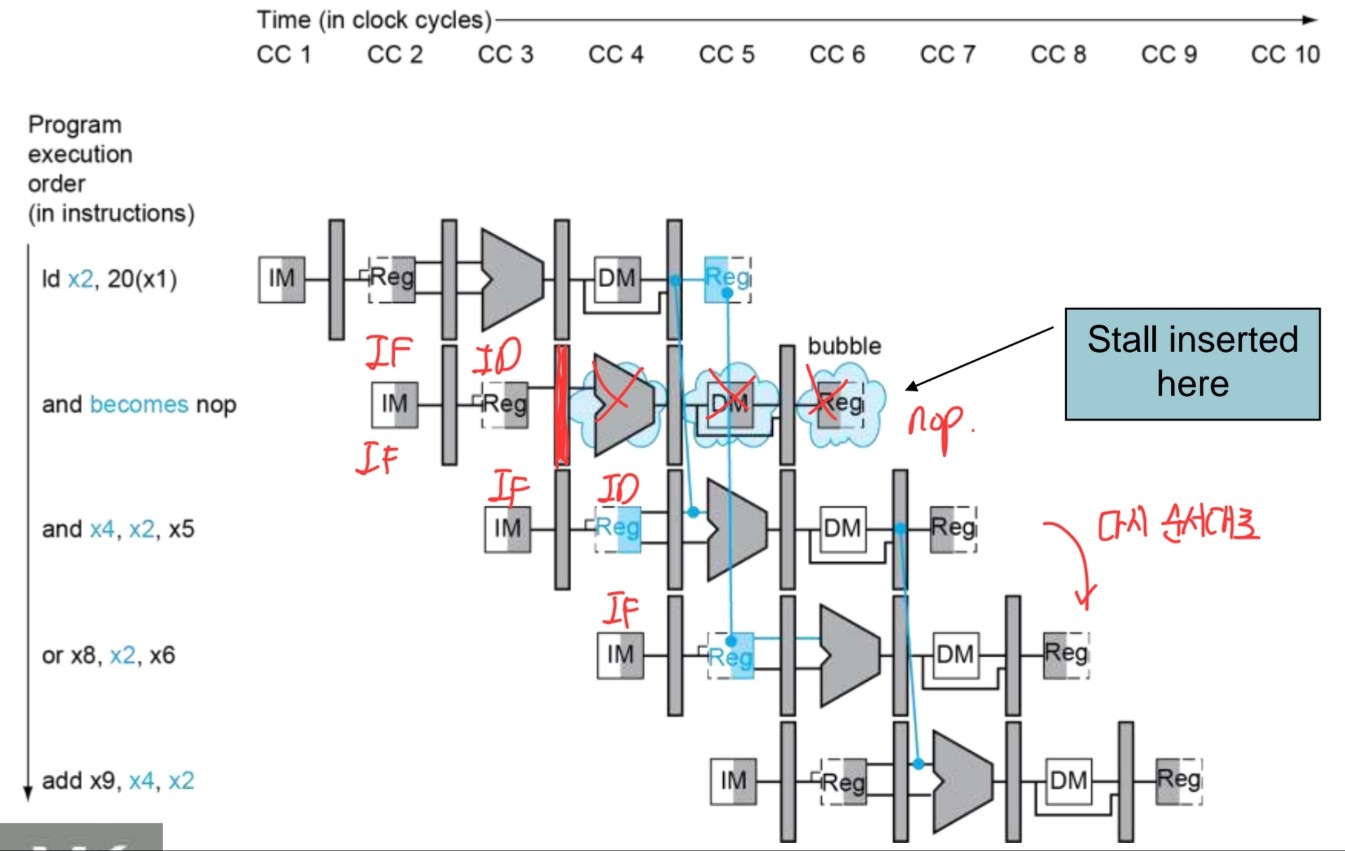 Time (in clock cycles)
CC 1 CC 2 CC 3 CC 4 CC 5 CC 6 CC 7 CC 8 CC 9 CC 10
Program
execution
order
(in instructions)
ld x2, 20(x1)
IM Reg DM Reg
bubble
Stall inserted
here
IF ID
and becomes nop
IM Reg DM Reg
nop.
IF
IF ID
and x4, x2, x5
IM Reg DM Reg
다시 순서대로
IF
or x8, x2, x6
IM Reg DM Reg
add x9, x4, x2
IM Reg DM Reg